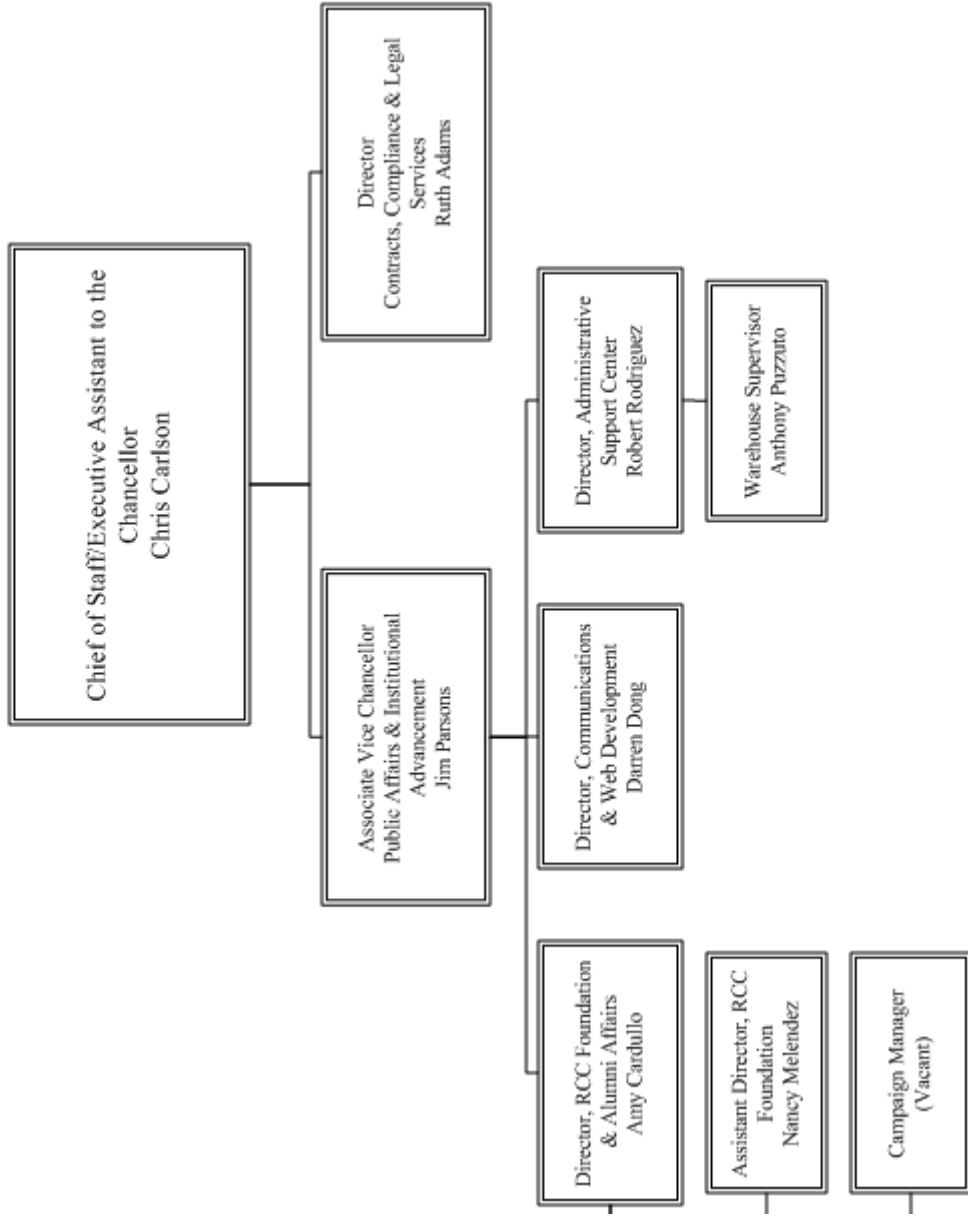 Chief of Staff/Executive Assistant to the
Chancellor
Chris Carlson
Associate Vice Chancellor
Public Affairs & Institutional
Advancement
Jim Parsons
Director
Contracts, Compliance & Legal
Services
Ruth Adams
Director, RCC Foundation
& Alumni Affairs
Amy Cardullo
Director, Communications
& Web Development
Darren Dong
Director, Administrative
Support Center
Robert Rodriguez
Assistant Director, RCC
Foundation
Nancy Melendez
Warehouse Supervisor
Anthony Puzzuto
Campaign Manager
(Vacant)